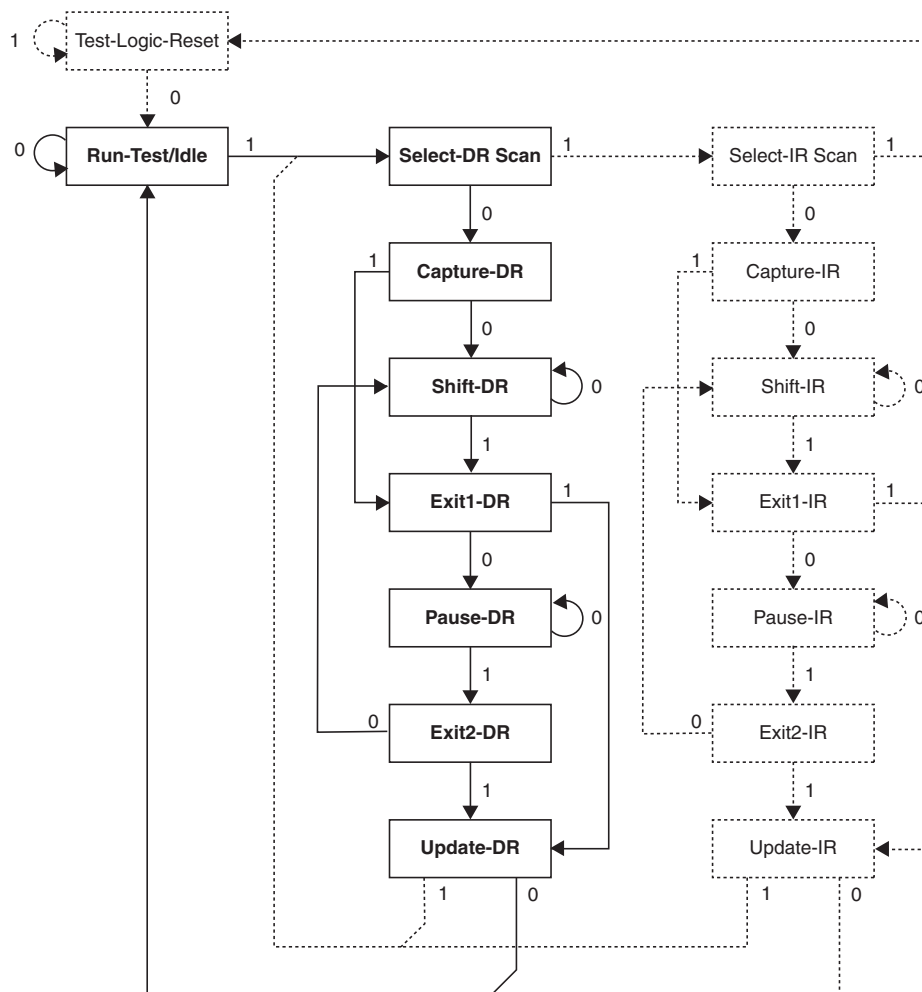 1
Test-Logic-Reset
0
0
Run-Test/Idle
1
Select-DR Scan
1
Select-IR Scan
1
0
0
1
Capture-DR
1
Capture-IR
0
0
Shift-DR
0
Shift-IR
0
1
1
Exit1-DR
1
Exit1-IR
1
0
0
Pause-DR
0
Pause-IR
0
1
1
0
Exit2-DR
0
Exit2-IR
1
1
Update-DR
Update-IR
1
0
1
0